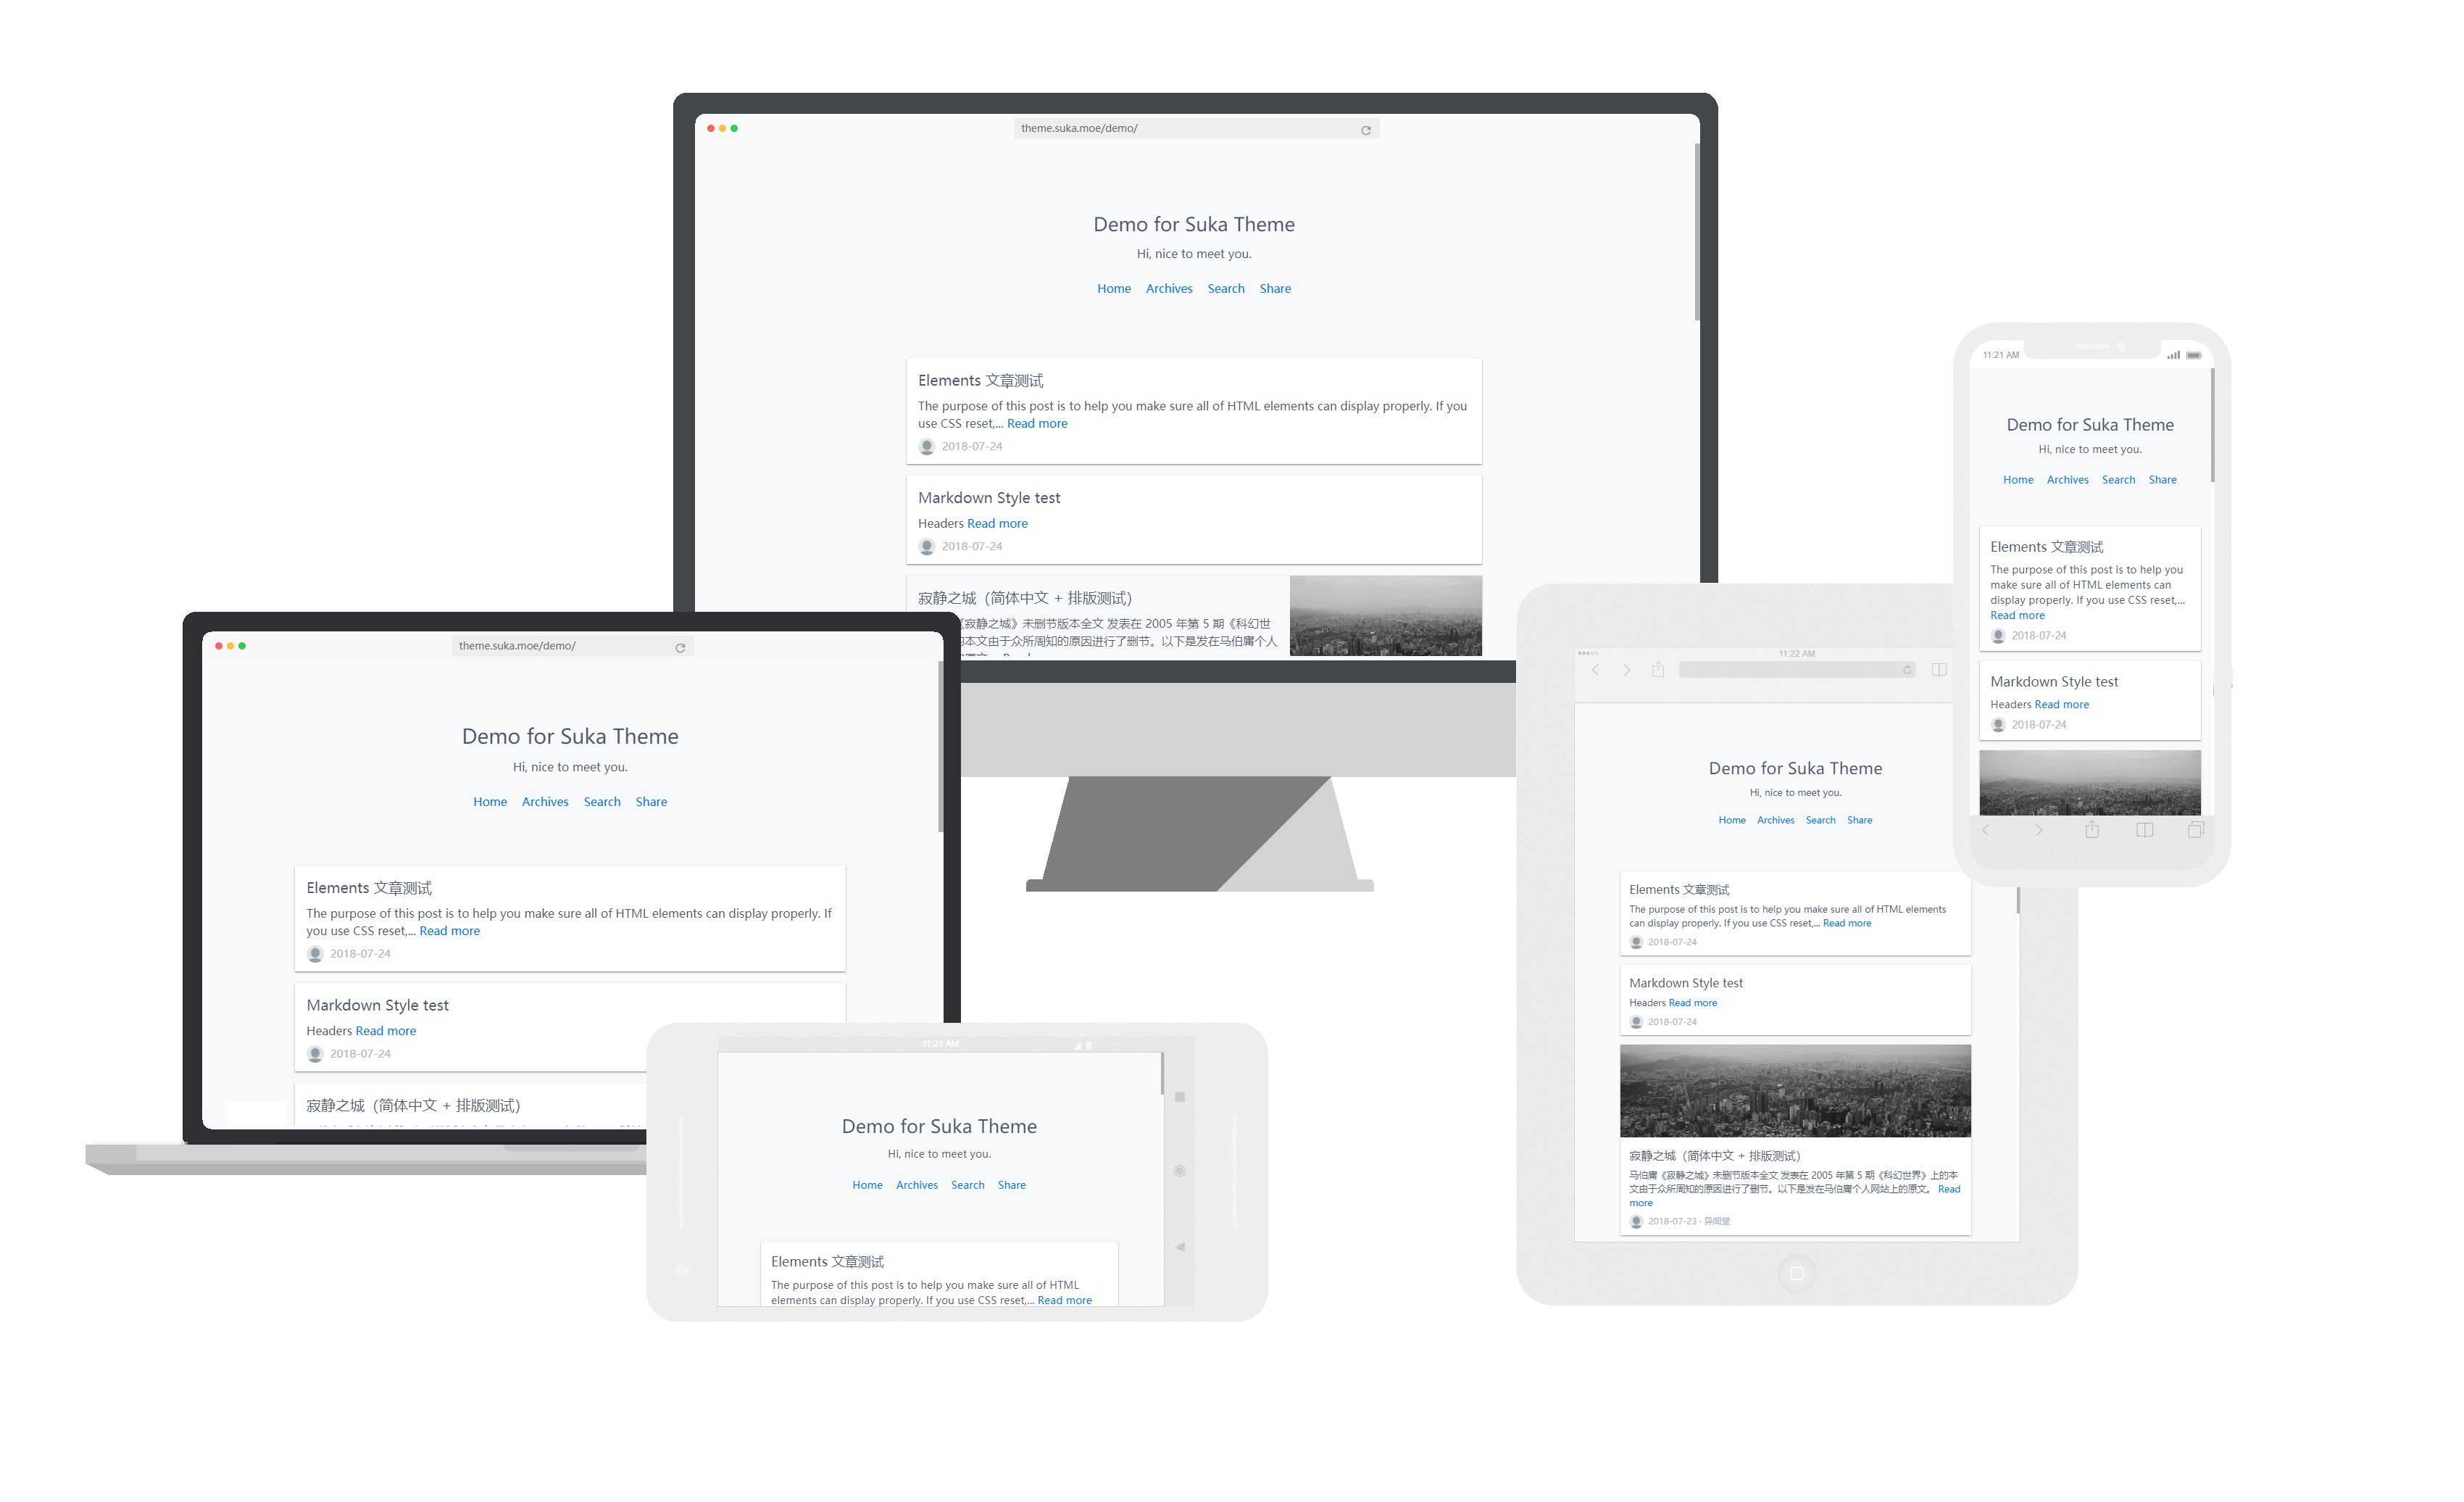 theme.suka.moe/demo/
Demo for Suka Theme
Hi, nice to meet you.
Home Archives Search Share
Elements 文章测试
The purpose of this post is to help you make sure all of HTML elements can display properly. If you
use CSS reset,... Read more
2018-07-24
Markdown Style test
Headers Read more
2018-07-24
寂静之城（简体中文 + 排版测试）
《寂静之城》未删节版本全文 发表在 2005 年第 5 期《科幻世
的本文由于众所周知的原因进行了删节。以下是发在马伯庸个人
11:21 AM
Demo for Suka Theme
Hi, nice to meet you.
Home Archives Search Share
Elements 文章测试
The purpose of this post is to help you
make sure all of HTML elements can
display properly. If you use CSS reset,...
Read more
2018-07-24
Markdown Style test
Headers Read more
2018-07-24
theme.suka.moe/demo/
Demo for Suka Theme
Hi, nice to meet you.
Home Archives Search Share
Elements 文章测试
The purpose of this post is to help you make sure all of HTML elements can display properly. If
you use CSS reset,... Read more
2018-07-24
Markdown Style test
Headers Read more
2018-07-24
寂静之城（简体中文 + 排版测试）
11:22 AM
Demo for Suka Theme
Hi, nice to meet you.
Home Archives Search Share
Elements 文章测试
The purpose of this post is to help you make sure all of HTML elements
can display properly. If you use CSS reset,... Read more
2018-07-24
Markdown Style test
Headers Read more
2018-07-24
寂静之城（简体中文 + 排版测试）
马伯庸《寂静之城》未删节版本全文 发表在 2005 年第 5 期《科幻世界》上的本
文由于众所周知的原因进行了删节。以下是发在马伯庸个人网站上的原文。 Read
more
2018-07-23 · 异闻堂
11:21 AM
Demo for Suka Theme
Hi, nice to meet you.
Home Archives Search Share
Elements 文章测试
The purpose of this post is to help you make sure all of HTML
elements can display properly. If you use CSS reset,... Read more